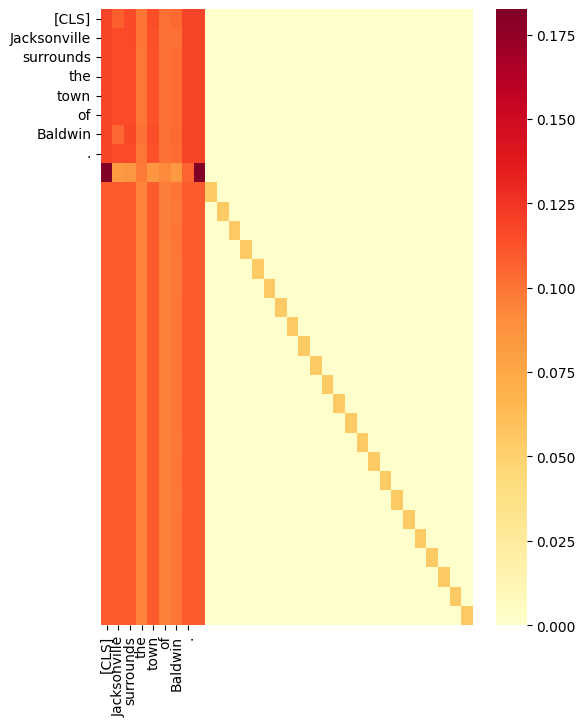 [CLS]
Jacksonville
surrounds
the
town
of
Baldwin
.
0.175
0.150
0.125
0.100
0.075
0.050
0.025
0.000
[CLS]
Jacksonville
surrounds
the
town
of
Baldwin
.